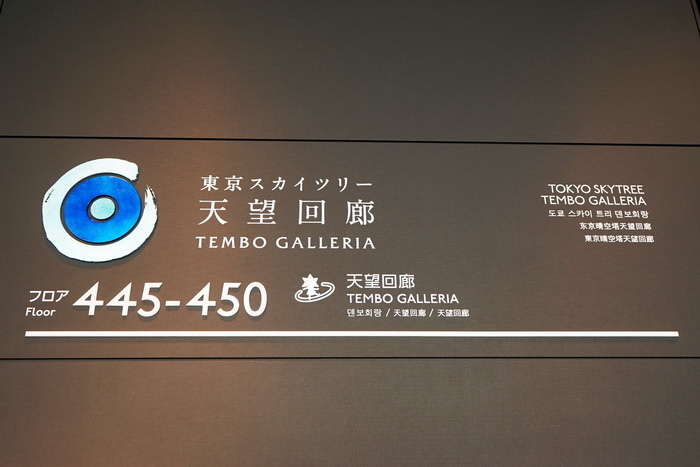 東京スカイツリー
天望回廊
TEMBO GALLERIA
TOKYO SKYTREE
TEMBO GALLERIA
도쿄 스카이 트리 덴보회랑
东京晴空塔天望回廊
東京晴空塔天望回廊
フロア
Floor
445-450
天望回廊
TEMBO GALLERIA
덴보회랑 / 天望回廊 / 天望回廊